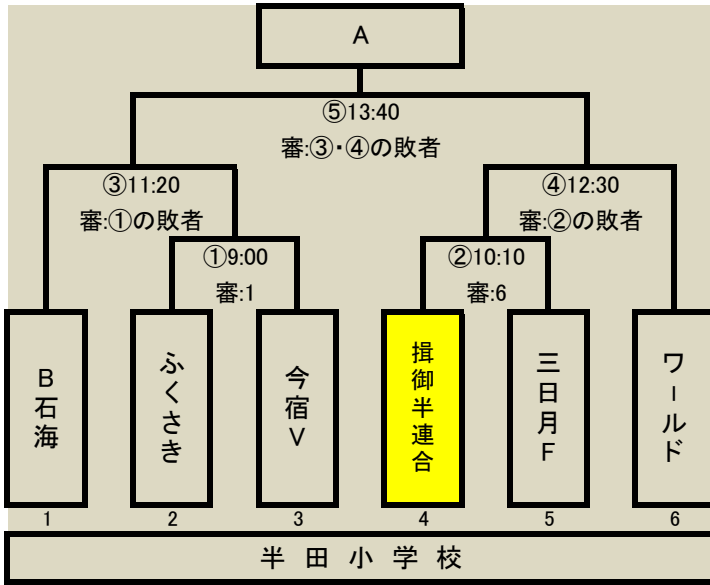 A
⑤13:40
審:③・④の敗者
③11:20
審:①の敗者
④12:30
審:②の敗者
①9:00
審:1
②10:10
審:6
B石海
ふくさき
今宿V
揖御半連合
三日月F
ワールド
1
2
3
4
5
6
半田小学校